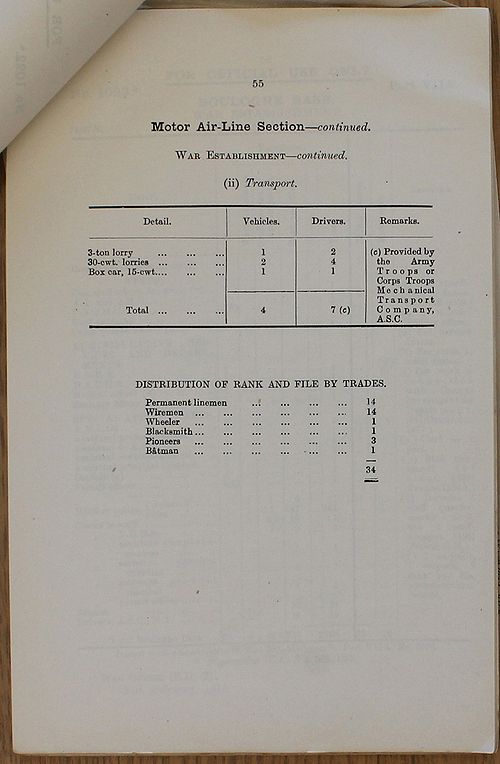 55
Motor Air-Line Section—continued.
War Establishment—continued.
(ii) Transport.
Detail. Vehicles. Drivers. Remarks.
3-ton lorry ... ... ... 1 2 (c) Provided by
30-cwt. lorries ... ... ... 2 4 the Army
Box car, 15-cwt.... ... ... 1 1 Troops or
Corps Troops
Mechanical
Transport
Total ... ... ... 4 7 (c) Company,
A.S.C.
DISTRIBUTION OF RANK AND FILE BY TRADES.
Permanent linemen ... ... ... ... 14
Wiremen ... ... ... ... ... ... 14
Wheeler ... ... ... ... ... ... 1
Blacksmith ... ... ... ... ... ... 1
Pioneers ... ... ... ... ... ... 3
Bâtman ... ... ... ... ... ... 1
34